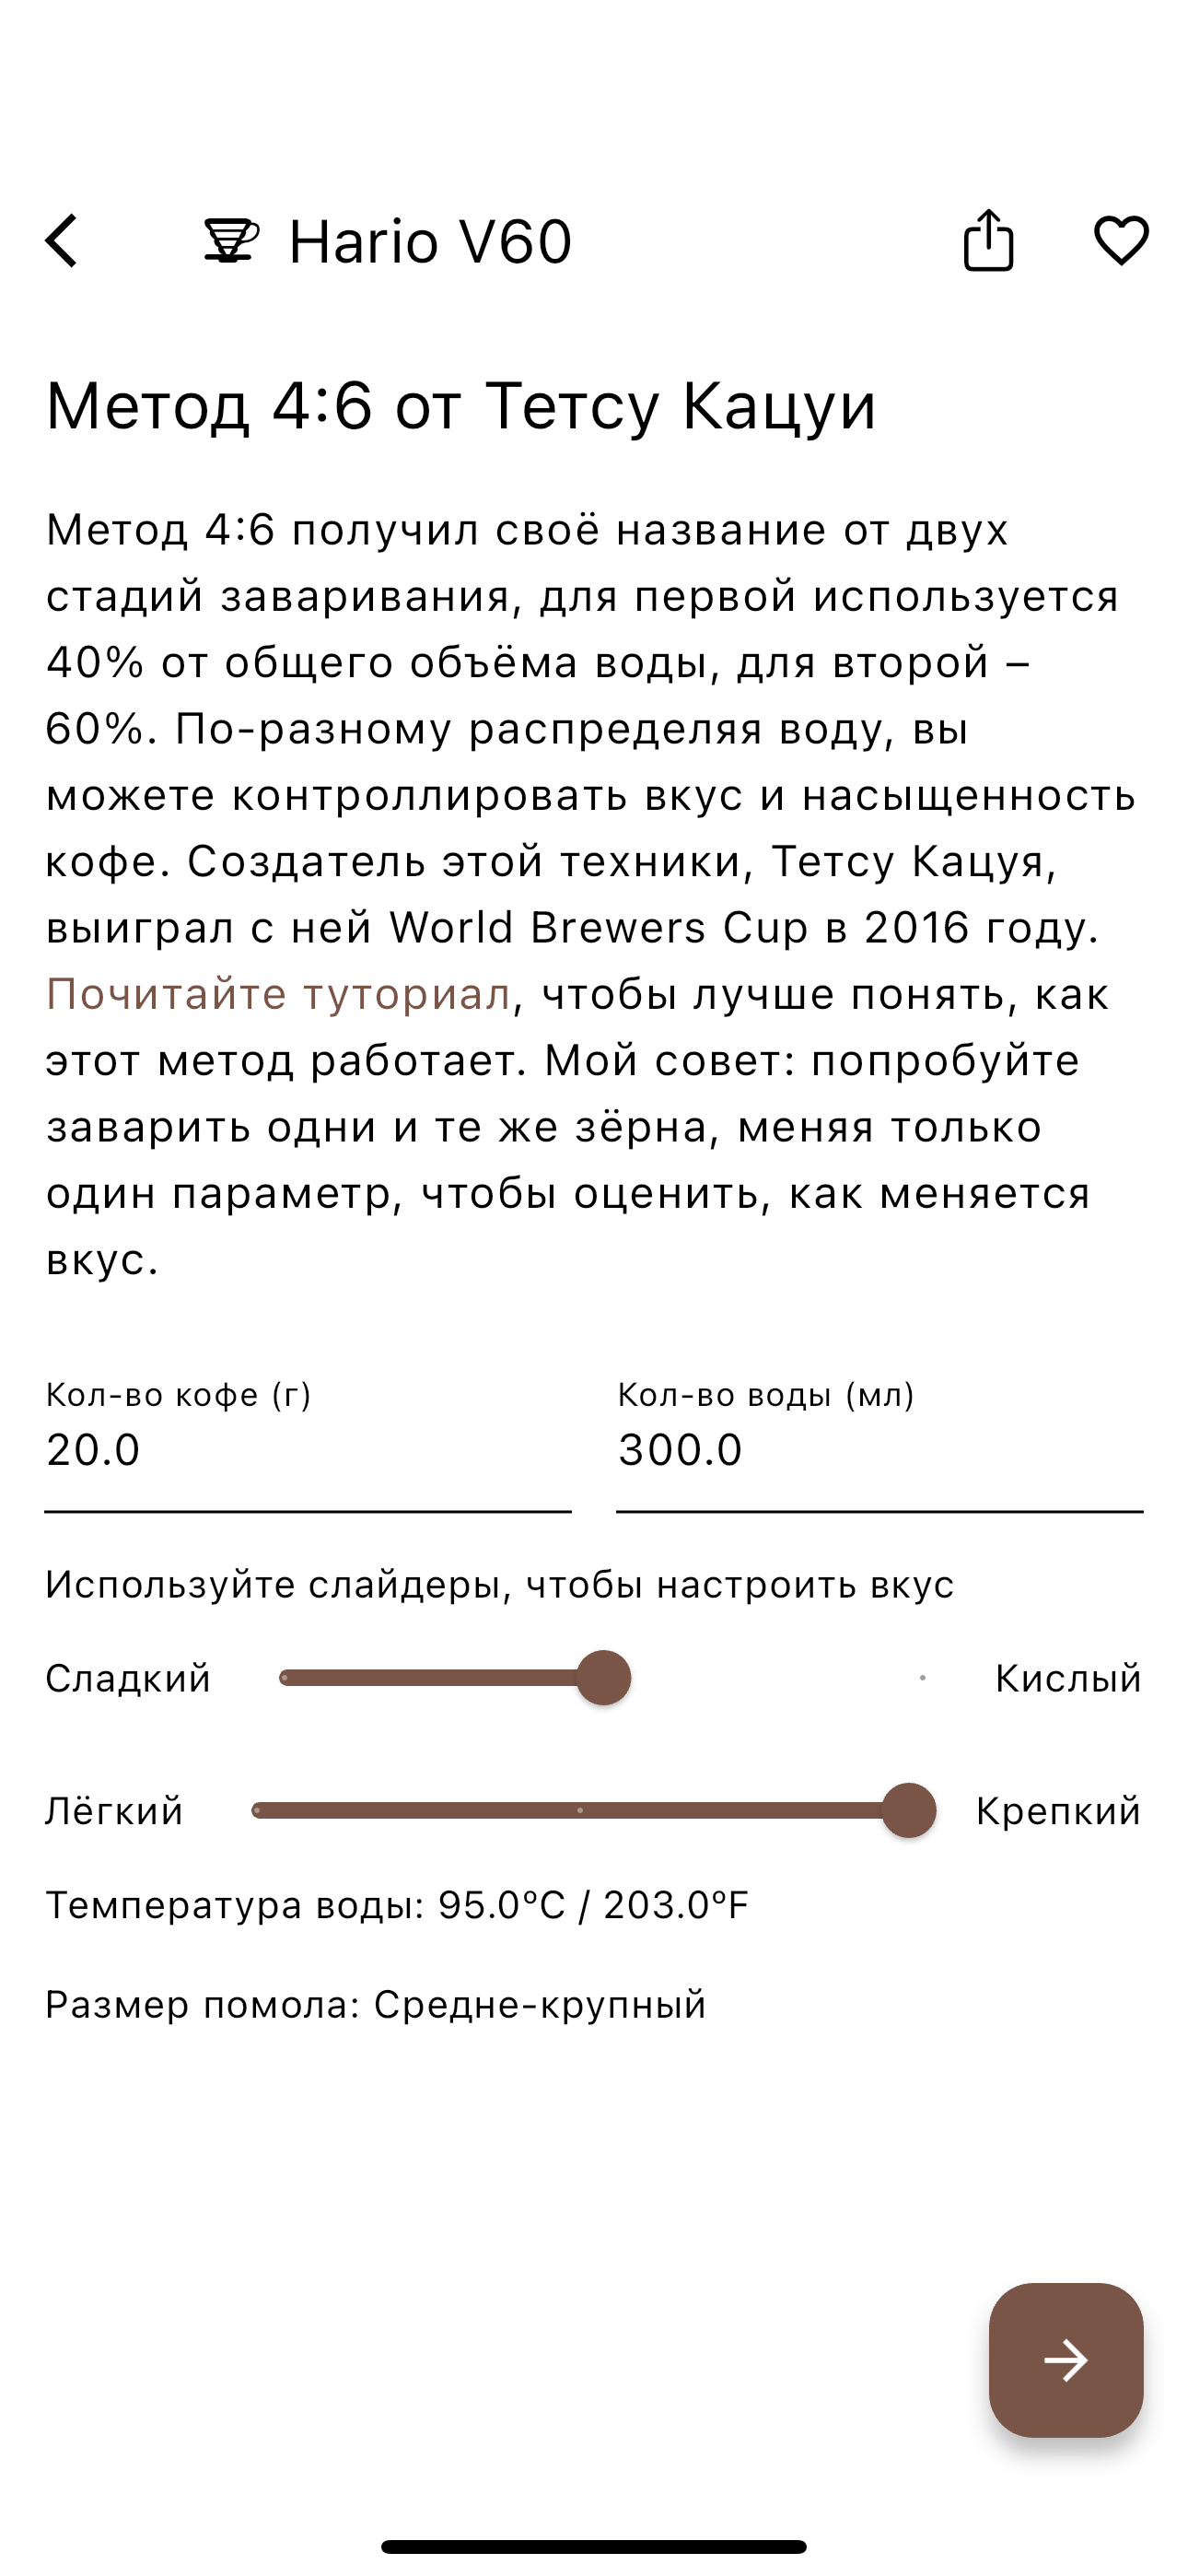 Hario V60
Метод 4:6 от Тетсу Кацуи
Метод 4:6 получил своё название от двух
стадий заваривания, для первой используется
40% от общего объёма воды, для второй –
60%. По-разному распределяя воду, вы
можете контроллировать вкус и насыщенность
кофе. Создатель этой техники, Тетсу Кацуя,
выиграл с ней World Brewers Cup в 2016 году.
Почитайте туториал, чтобы лучше понять, как
этот метод работает. Мой совет: попробуйте
заварить одни и те же зёрна, меняя только
один параметр, чтобы оценить, как меняется
вкус.
Кол-во кофе (г) Кол-во воды (мл)
20.0 300.0
Используйте слайдеры, чтобы настроить вкус
Сладкий Кислый
Лёгкий Крепкий
Температура воды: 95.0ºC / 203.0ºF
Размер помола: Средне-крупный